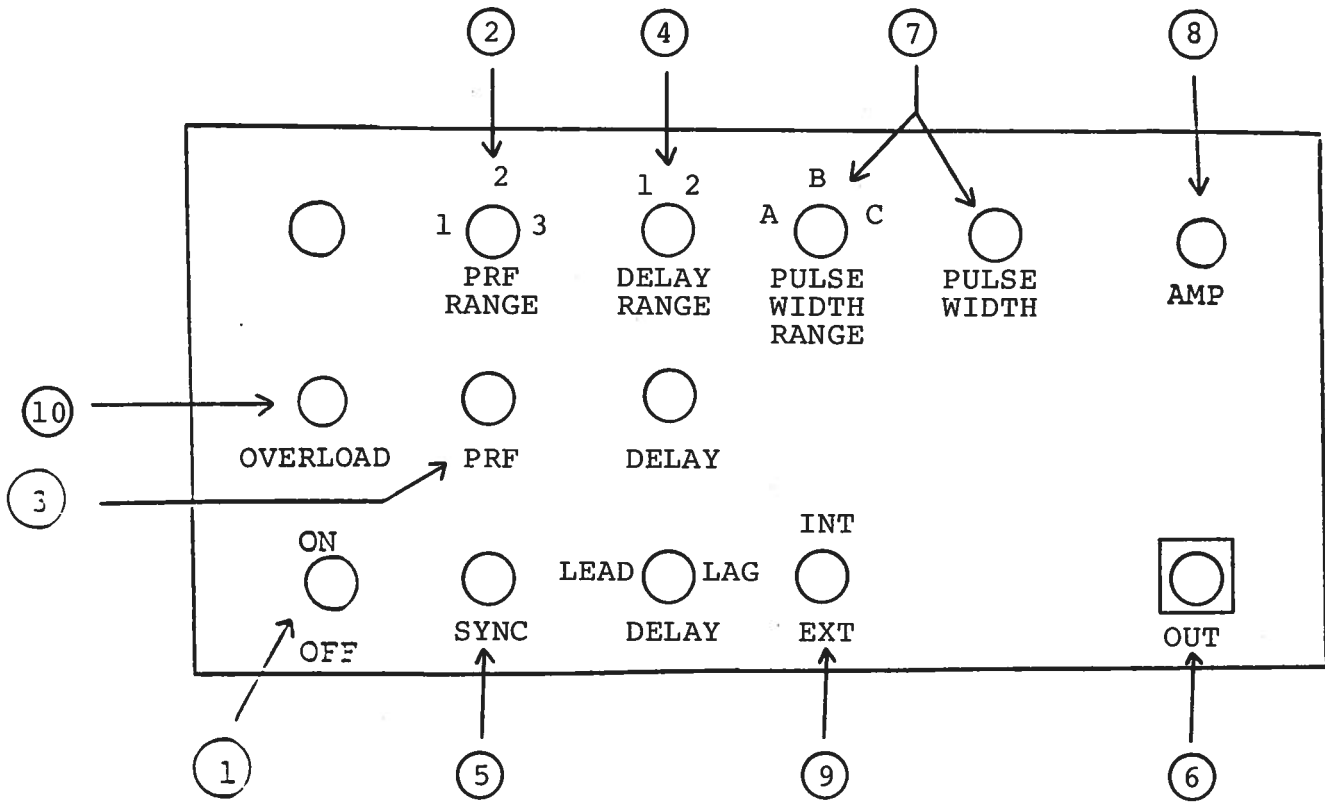 2 4 7 8
2
1 2
B
1 3
A C
PRF
RANGE
DELAY
RANGE
PULSE
WIDTH
RANGE
PULSE
WIDTH
AMP
10
OVERLOAD
PRF
DELAY
3
ON
INT
LEAD LAG
OFF
SYNC
DELAY
EXT
OUT
1 5 9 6